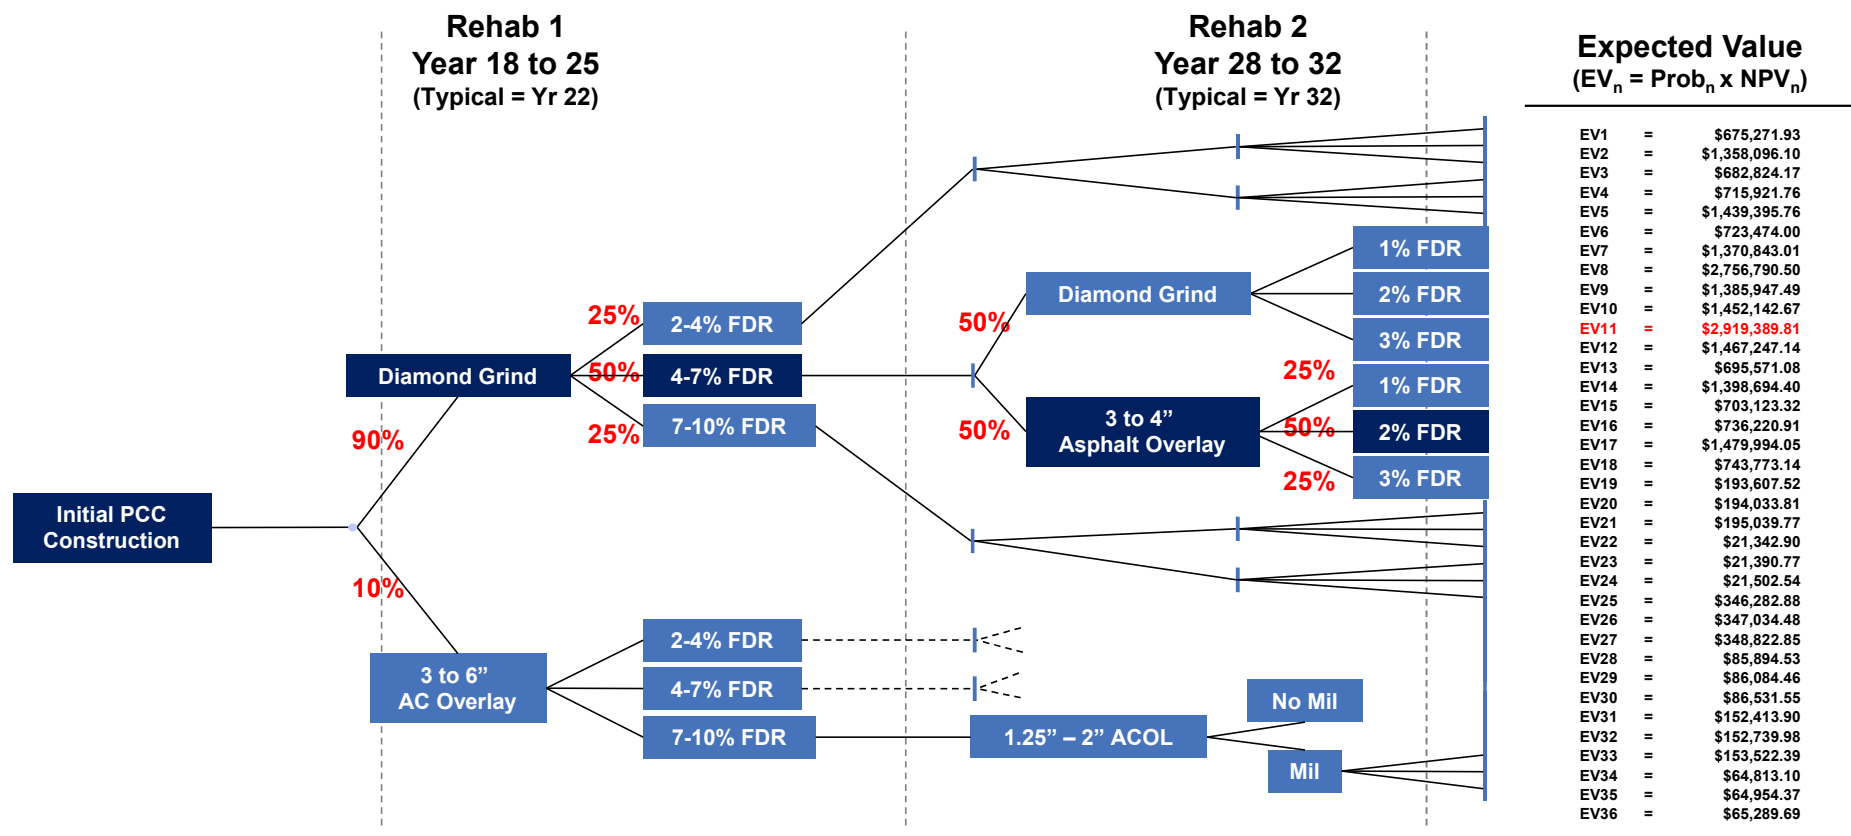 Rehab 1
Year 18 to 25
(Typical = Yr 22)
Rehab 2
Year 28 to 32
(Typical = Yr 32)
Expected Value
(EVn = Probn x NPVn)
Initial PCC
Construction
90%
10%
Diamond Grind
3 to 6”
AC Overlay
25%
50%
25%
2-4% FDR
4-7% FDR
7-10% FDR
2-4% FDR
4-7% FDR
7-10% FDR
50%
50%
Diamond Grind
3 to 4”
Asphalt Overlay
1.25” – 2” ACOL
No Mil
Mil
1% FDR
2% FDR
3% FDR
25%
50%
25%
1% FDR
2% FDR
3% FDR
EV1 = $675,271.93
EV2 = $1,358,096.10
EV3 = $682,824.17
EV4 = $715,921.76
EV5 = $1,439,395.76
EV6 = $723,474.00
EV7 = $1,370,843.01
EV8 = $2,756,790.50
EV9 = $1,385,947.49
EV10 = $1,452,142.67
EV11 = $2,919,389.81
EV12 = $1,467,247.14
EV13 = $695,571.08
EV14 = $1,398,694.40
EV15 = $703,123.32
EV16 = $736,220.91
EV17 = $1,479,994.05
EV18 = $743,773.14
EV19 = $193,607.52
EV20 = $194,033.81
EV21 = $195,039.77
EV22 = $21,342.90
EV23 = $21,390.77
EV24 = $21,502.54
EV25 = $346,282.88
EV26 = $347,034.48
EV27 = $348,822.85
EV28 = $85,894.53
EV29 = $86,084.46
EV30 = $86,531.55
EV31 = $152,413.90
EV32 = $152,739.98
EV33 = $153,522.39
EV34 = $64,813.10
EV35 = $64,954.37
EV36 = $65,289.69